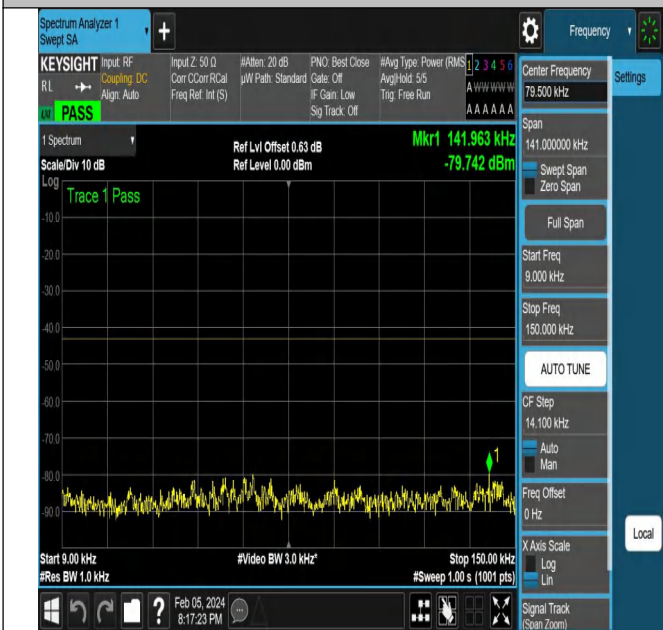 Spectrum Analyzer 1
Swept SA
+
Frequency
KEYSIGHT
RL
Input: RF
Coupling: DC
Align: Auto
Input Z: 50 Ω
Corr CCorr RCal
Freq Ref: Int (S)
#Atten: 20 dB
µW Path: Standard
PNO: Best Close
Gate: Off
IF Gain: Low
Sig Track: Off
#Avg Type: Power (RMS
Avg|Hold: 5/5
Trig: Free Run
1 2 3 4 5 6
A W W W W W
A A A A A A
PASS
1 Spectrum
Scale/Div 10 dB
Ref Lvl Offset 0.63 dB
Ref Level 0.00 dBm
Mkr1 141.963 kHz
-79.742 dBm
Log
Trace 1 Pass
-10.0
-20.0
-30.0
-40.0
-50.0
-60.0
-70.0
-80.0
-90.0
1
Start 9.00 kHz
#Res BW 1.0 kHz
#Video BW 3.0 kHz*
Stop 150.00 kHz
#Sweep 1.00 s (1001 pts)
?
Feb 05, 2024
8:17:23 PM
Center Frequency
79.500 kHz
Settings
Span
141.000000 kHz
Swept Span
Zero Span
Full Span
Start Freq
9.000 kHz
Stop Freq
150.000 kHz
AUTO TUNE
CF Step
14.100 kHz
Auto
Man
Freq Offset
0 Hz
X Axis Scale
Log
Lin
Local
Signal Track
(Span Zoom)